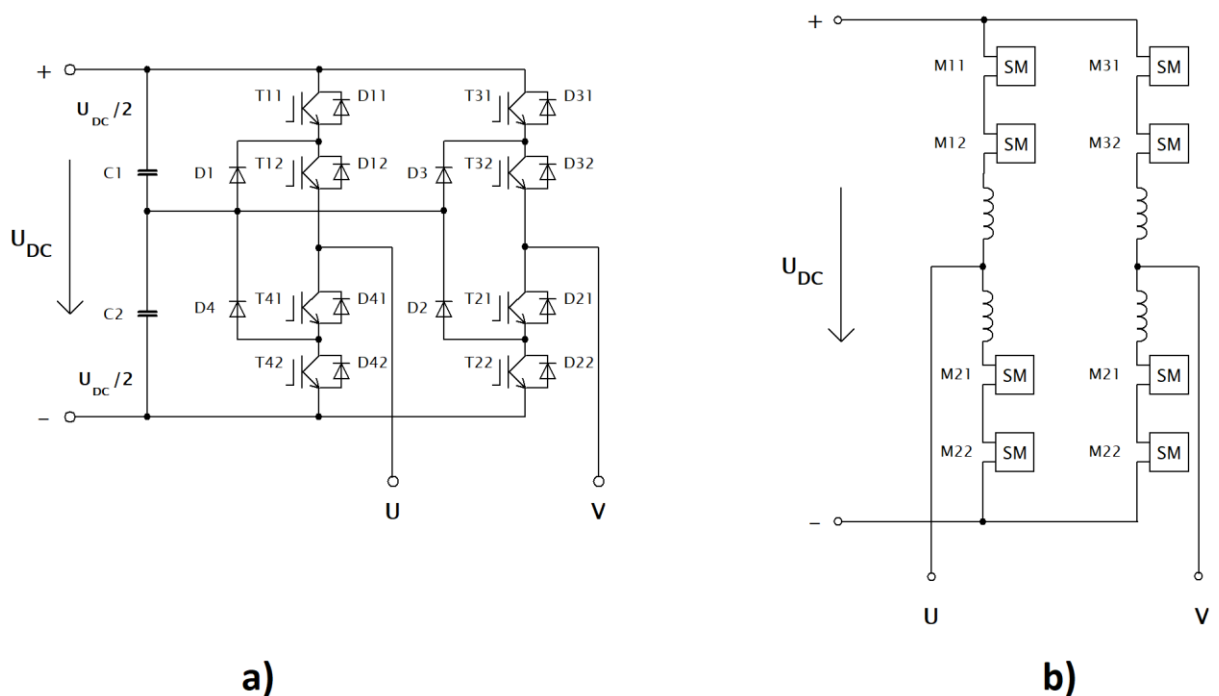 +
U_DC /2
T11
D11
T31
D31
C1
D1
T12
D12
D3
T32
D32
U_DC
C2
D4
T41
D41
D2
T21
D21
U_DC /2
T42
D42
T22
D22
−
U
V
a)
+
M11
SM
M31
SM
M12
SM
M32
SM
U_DC
M21
SM
M21
SM
M22
SM
M22
SM
−
U
V
b)